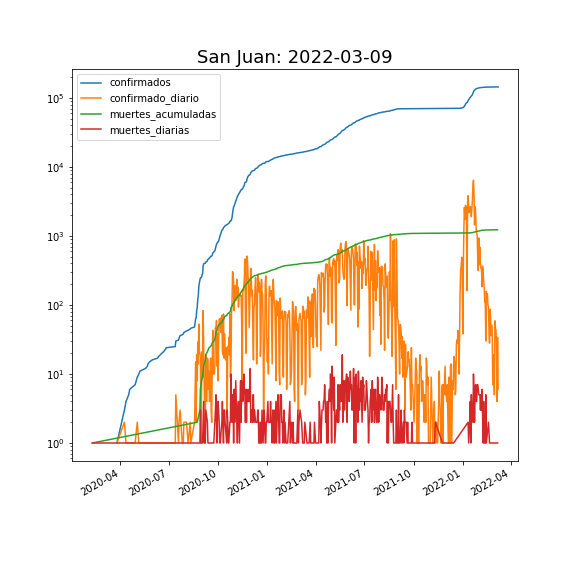 San Juan: 2022-03-09
confirmados
confirmado_diario
muertes_acumuladas
muertes_diarias
10⁵
10⁴
10³
10²
10¹
10⁰
2020-04 2020-07 2020-10 2021-01 2021-04 2021-07 2021-10 2022-01 2022-04